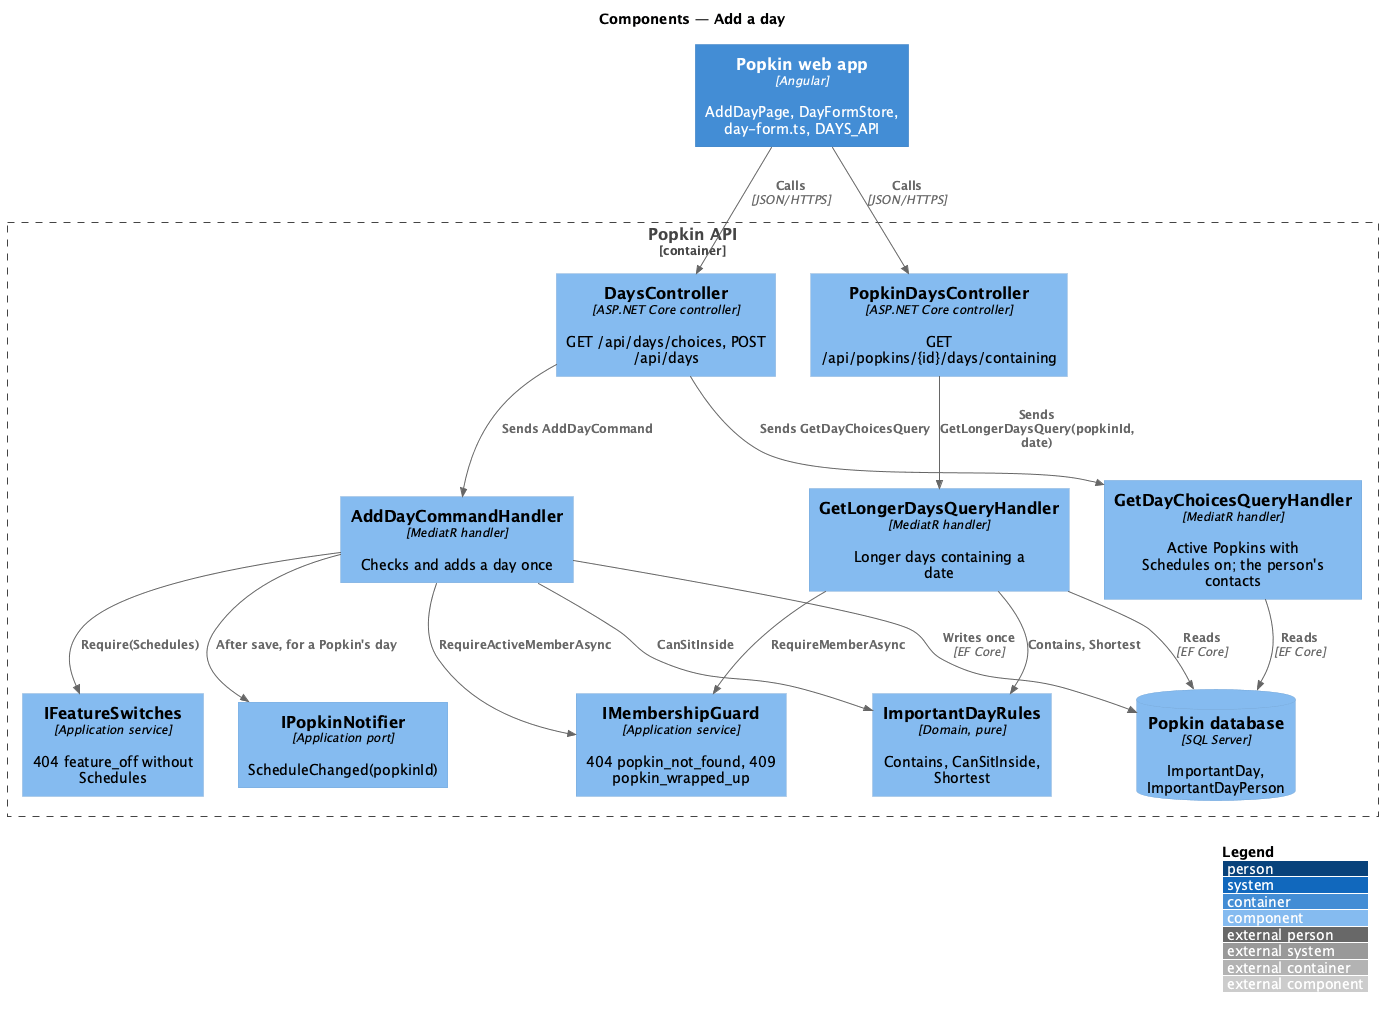 Components — Add a day
Popkin web app
[Angular]
AddDayPage, DayFormStore,
day-form.ts, DAYS_API
Calls
[JSON/HTTPS]
Calls
[JSON/HTTPS]
Popkin API
[container]
DaysController
[ASP.NET Core controller]
GET /api/days/choices, POST
/api/days
PopkinDaysController
[ASP.NET Core controller]
GET
/api/popkins/{id}/days/containing
Sends AddDayCommand
Sends GetDayChoicesQuery
Sends
GetLongerDaysQuery(popkinId,
date)
AddDayCommandHandler
[MediatR handler]
Checks and adds a day once
GetLongerDaysQueryHandler
[MediatR handler]
Longer days containing a
date
GetDayChoicesQueryHandler
[MediatR handler]
Active Popkins with
Schedules on; the person's
contacts
Require(Schedules)
After save, for a Popkin's day
RequireActiveMemberAsync
CanSitInside
RequireMemberAsync
Writes once
[EF Core]
Contains, Shortest
Reads
[EF Core]
Reads
[EF Core]
IFeatureSwitches
[Application service]
404 feature_off without
Schedules
IPopkinNotifier
[Application port]
ScheduleChanged(popkinId)
IMembershipGuard
[Application service]
404 popkin_not_found, 409
popkin_wrapped_up
ImportantDayRules
[Domain, pure]
Contains, CanSitInside,
Shortest
Popkin database
[SQL Server]
ImportantDay,
ImportantDayPerson
Legend
person
system
container
component
external person
external system
external container
external component